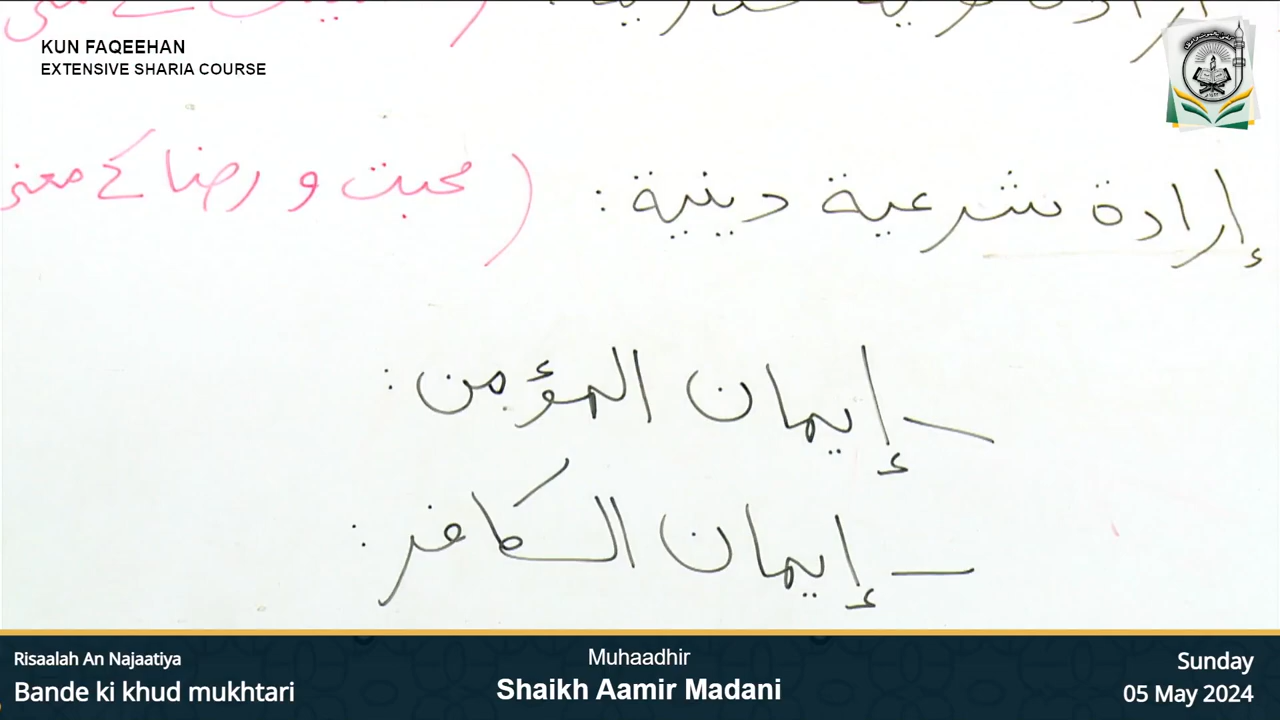 KUN FAQEEHAN
EXTENSIVE SHARIA COURSE
إرادة شرعية دينية : ( محبت و رضا کے معنی
— إيمان المؤمن :
— إيمان الكافر :
Risaalah An Najaatiya
Bande ki khud mukhtari
Muhaadhir
Shaikh Aamir Madani
Sunday
05 May 2024